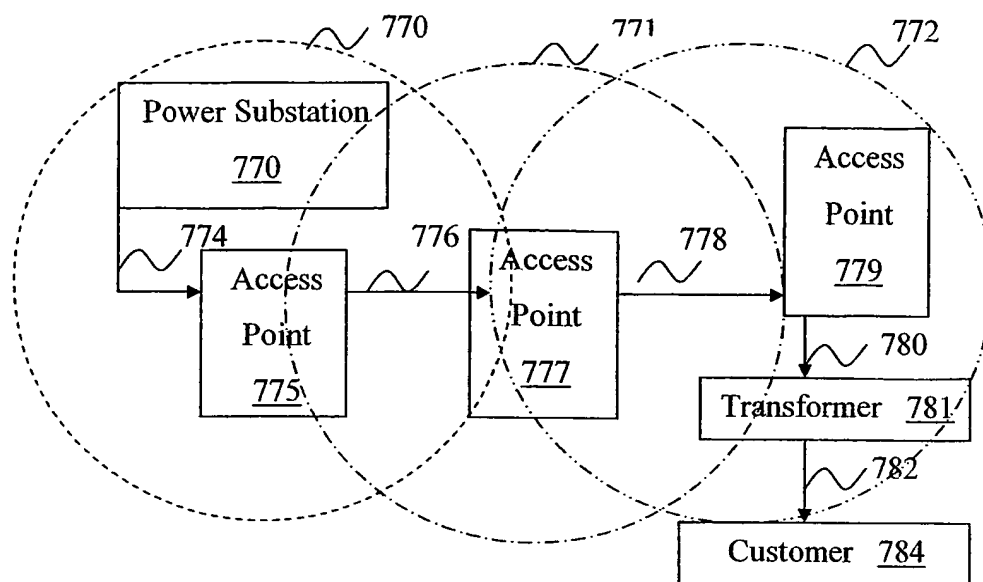 770
771
772
Power Substation
770
Access
Point
779
774
776
778
Access
Point
775
Access
Point
777
780
Transformer 781
782
Customer 784